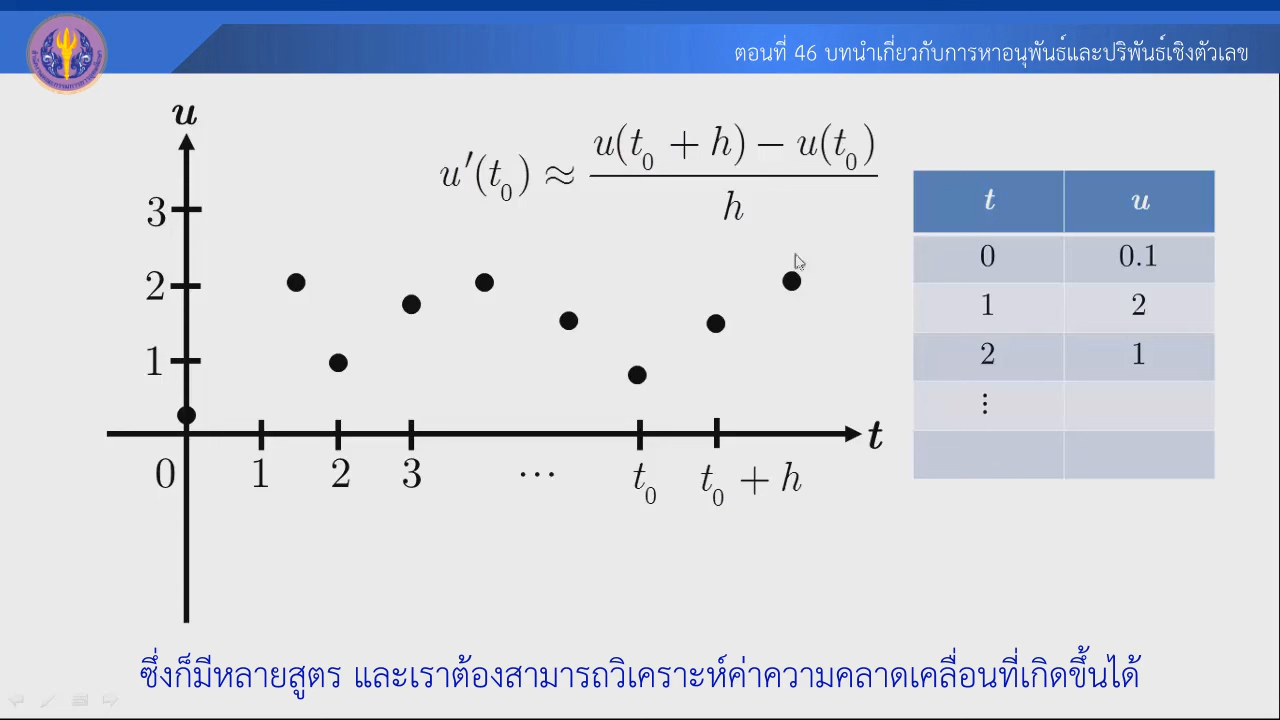 ตอนที่ 46 บทนำเกี่ยวกับการหาอนุพันธ์และปริพันธ์เชิงตัวเลข
u
u′(t₀) ≈ (u(t₀ + h) − u(t₀)) / h
3
2
1
0 1 2 3 ⋯ t₀ t₀ + h
t
t u
0 0.1
1 2
2 1
⋮
ซึ่งก็มีหลายสูตร และเราต้องสามารถวิเคราะห์ค่าความคลาดเคลื่อนที่เกิดขึ้นได้